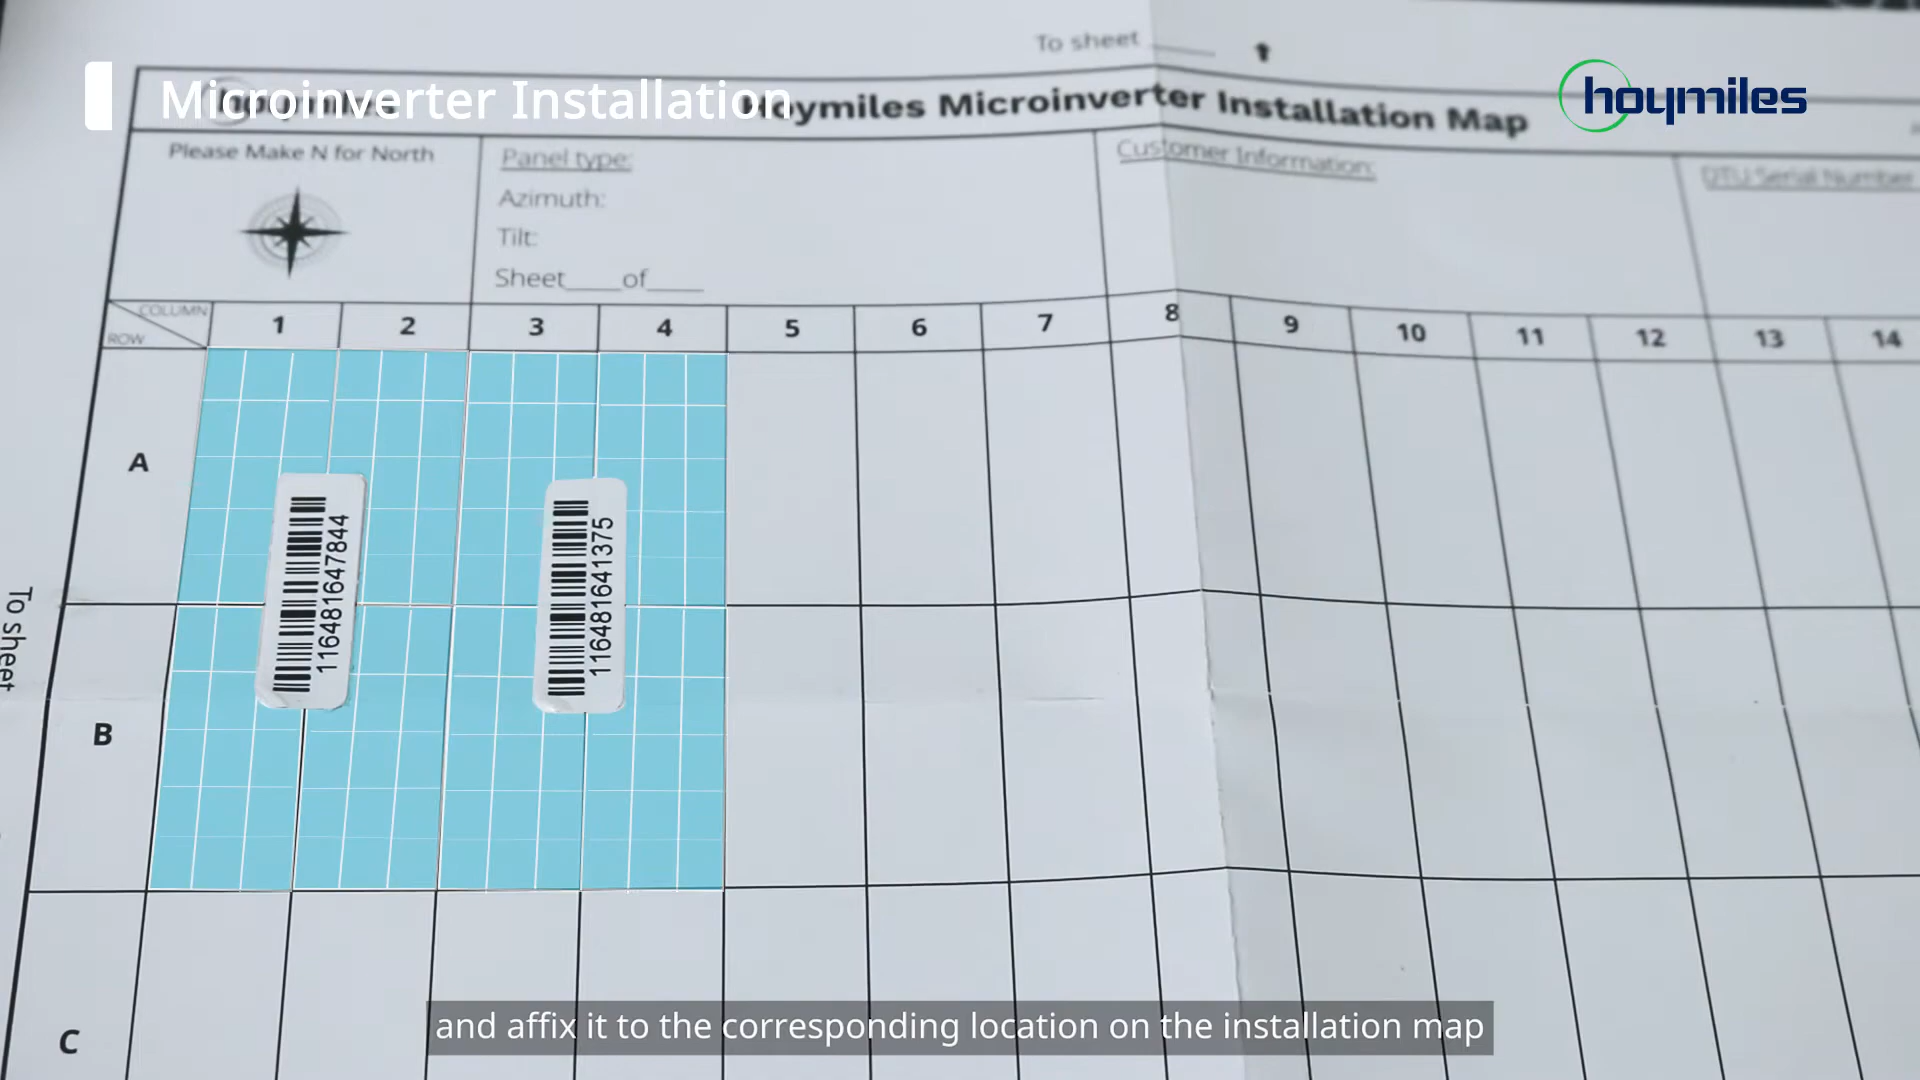 To sheet
Microinverter Installation
hoymiles
Hoymiles Microinverter Installation Map
hoymiles
Please Make N for North
Panel type:
Azimuth:
Tilt:
Sheet____of____
Customer Information:
DTU Serial Number
COLUMN
ROW
1 2 3 4 5 6 7 8 9 10 11 12 13 14
A
116481647844
116481641375
To sheet
B
C
and affix it to the corresponding location on the installation map